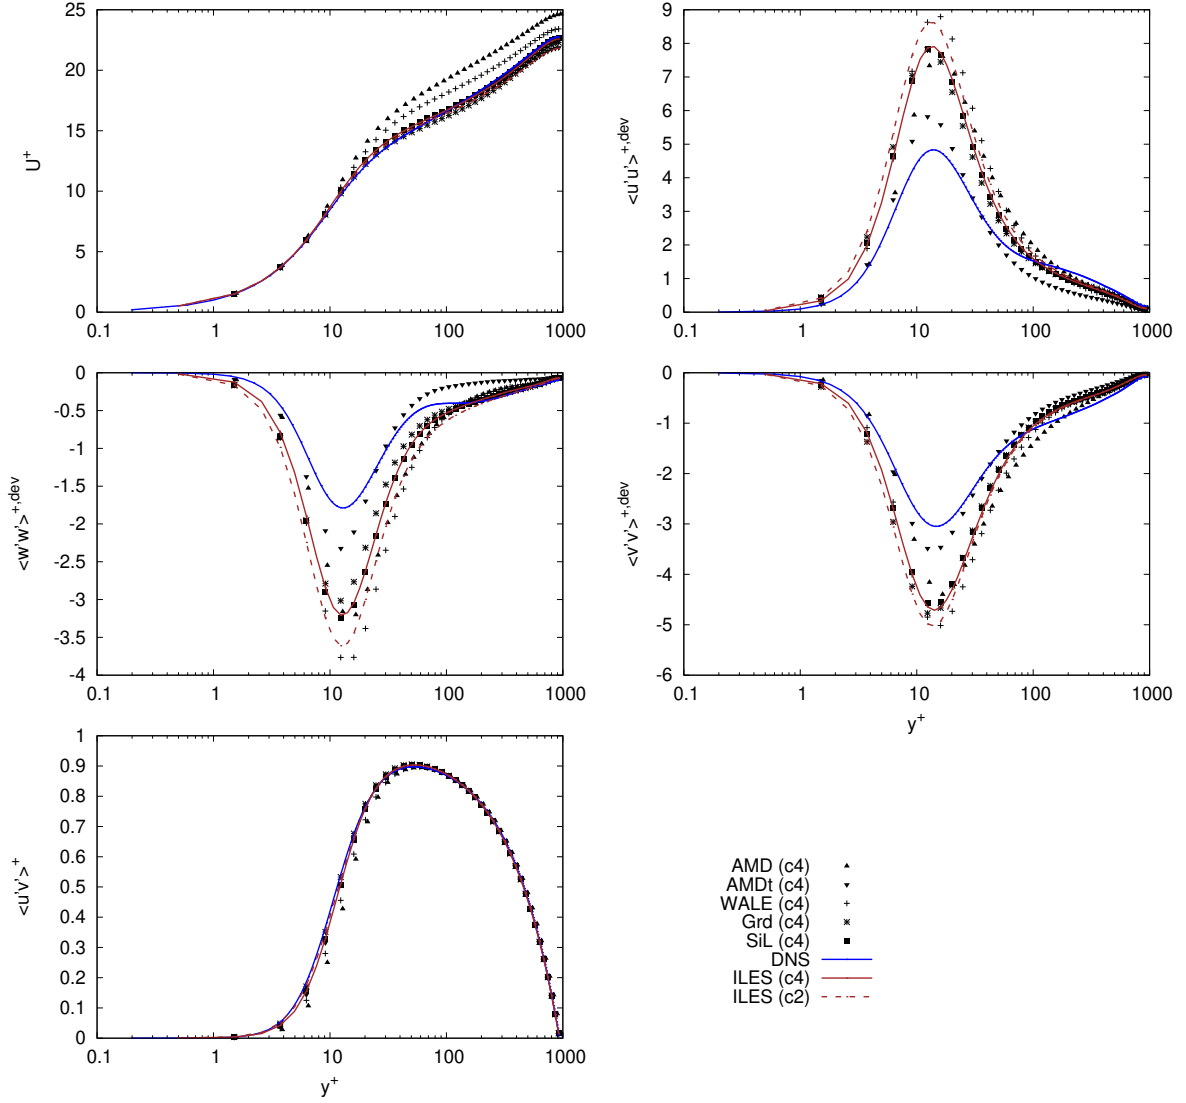 25
20
15
10
5
0
0.1 1 10 100 1000
U+
9
8
7
6
5
4
3
2
1
0
0.1 1 10 100 1000
<u'u'>+,dev
0
-0.5
-1
-1.5
-2
-2.5
-3
-3.5
-4
0.1 1 10 100 1000
<w'w'>+,dev
0
-1
-2
-3
-4
-5
-6
0.1 1 10 100 1000
<v'v'>+,dev
y+
1
0.9
0.8
0.7
0.6
0.5
0.4
0.3
0.2
0.1
0
0.1 1 10 100 1000
<u'v'>+
y+
AMD (c4)
AMDt (c4)
WALE (c4)
Grd (c4)
SiL (c4)
DNS
ILES (c4)
ILES (c2)